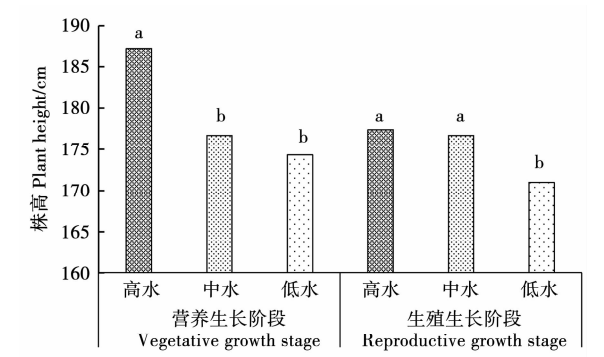 株高 Plant height/cm
190
185
180
175
170
165
160
a
b
b
a
a
b
高水 中水 低水 高水 中水 低水
营养生长阶段 生殖生长阶段
Vegetative growth stage Reproductive growth stage